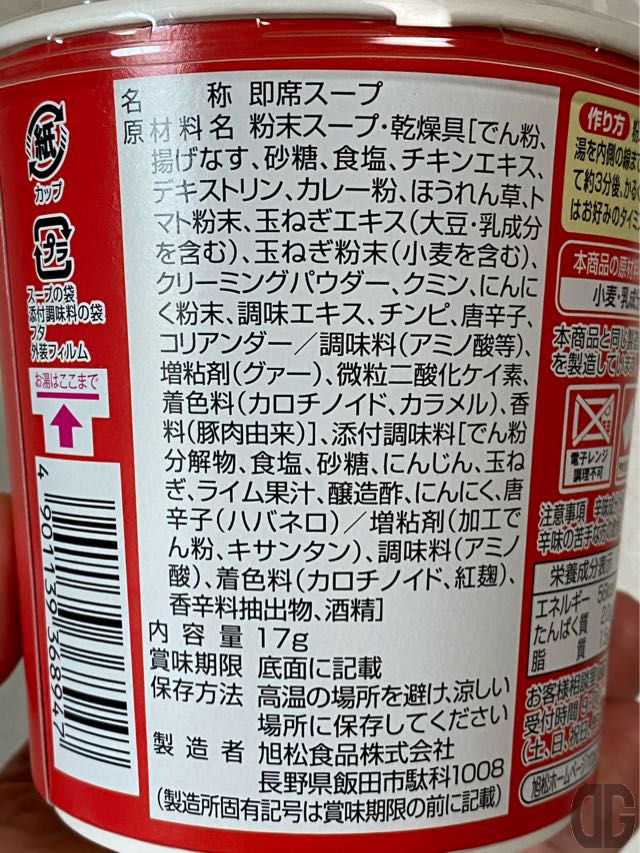 紙
カップ
プラ
スープの袋
添付調味料の袋
フタ
外装フィルム
お湯はここまで
4 901139 368947
名称 即席スープ
原材料名 粉末スープ・乾燥具[でん粉、
揚げなす、砂糖、食塩、チキンエキス、
デキストリン、カレー粉、ほうれん草、ト
マト粉末、玉ねぎエキス(大豆・乳成分
を含む)、玉ねぎ粉末(小麦を含む)、
クリーミングパウダー、クミン、にんに
く粉末、調味エキス、チンピ、唐辛子、
コリアンダー/調味料(アミノ酸等)、
増粘剤(グァー)、微粒二酸化ケイ素、
着色料(カロチノイド、カラメル)、香
料(豚肉由来)]、添付調味料[でん粉
分解物、食塩、砂糖、にんじん、玉ね
ぎ、ライム果汁、醸造酢、にんにく、唐
辛子(ハバネロ)/増粘剤(加工で
ん粉、キサンタン)、調味料(アミノ
酸)、着色料(カロチノイド、紅麹)、
香辛料抽出物、酒精]
内容量 17g
賞味期限 底面に記載
保存方法 高温の場所を避け、涼しい
場所に保存してください
製造者 旭松食品株式会社
長野県飯田市駄科1008
(製造所固有記号は賞味期限の前に記載)
作り方
湯を内側の線ま
て約3分後、か
はお好みのタイミ
本商品の原材
小麦・乳成
本商品と同じ製造
を製造していま
電子レンジ
調理不可
注意事項
辛味の苦手な
栄養成分表示
エネルギー
たんぱく質
脂質
お客様相談室
受付時間 9
(土、日、祝日
旭松ホームページ
DG